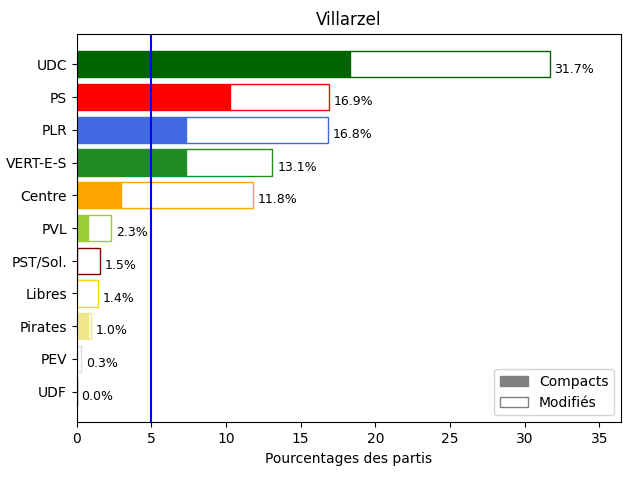 Villarzel
UDC 31.7%
PS 16.9%
PLR 16.8%
VERT-E-S 13.1%
Centre 11.8%
PVL 2.3%
PST/Sol. 1.5%
Libres 1.4%
Pirates 1.0%
PEV 0.3%
UDF 0.0%
Compacts
Modifiés
0 5 10 15 20 25 30 35
Pourcentages des partis